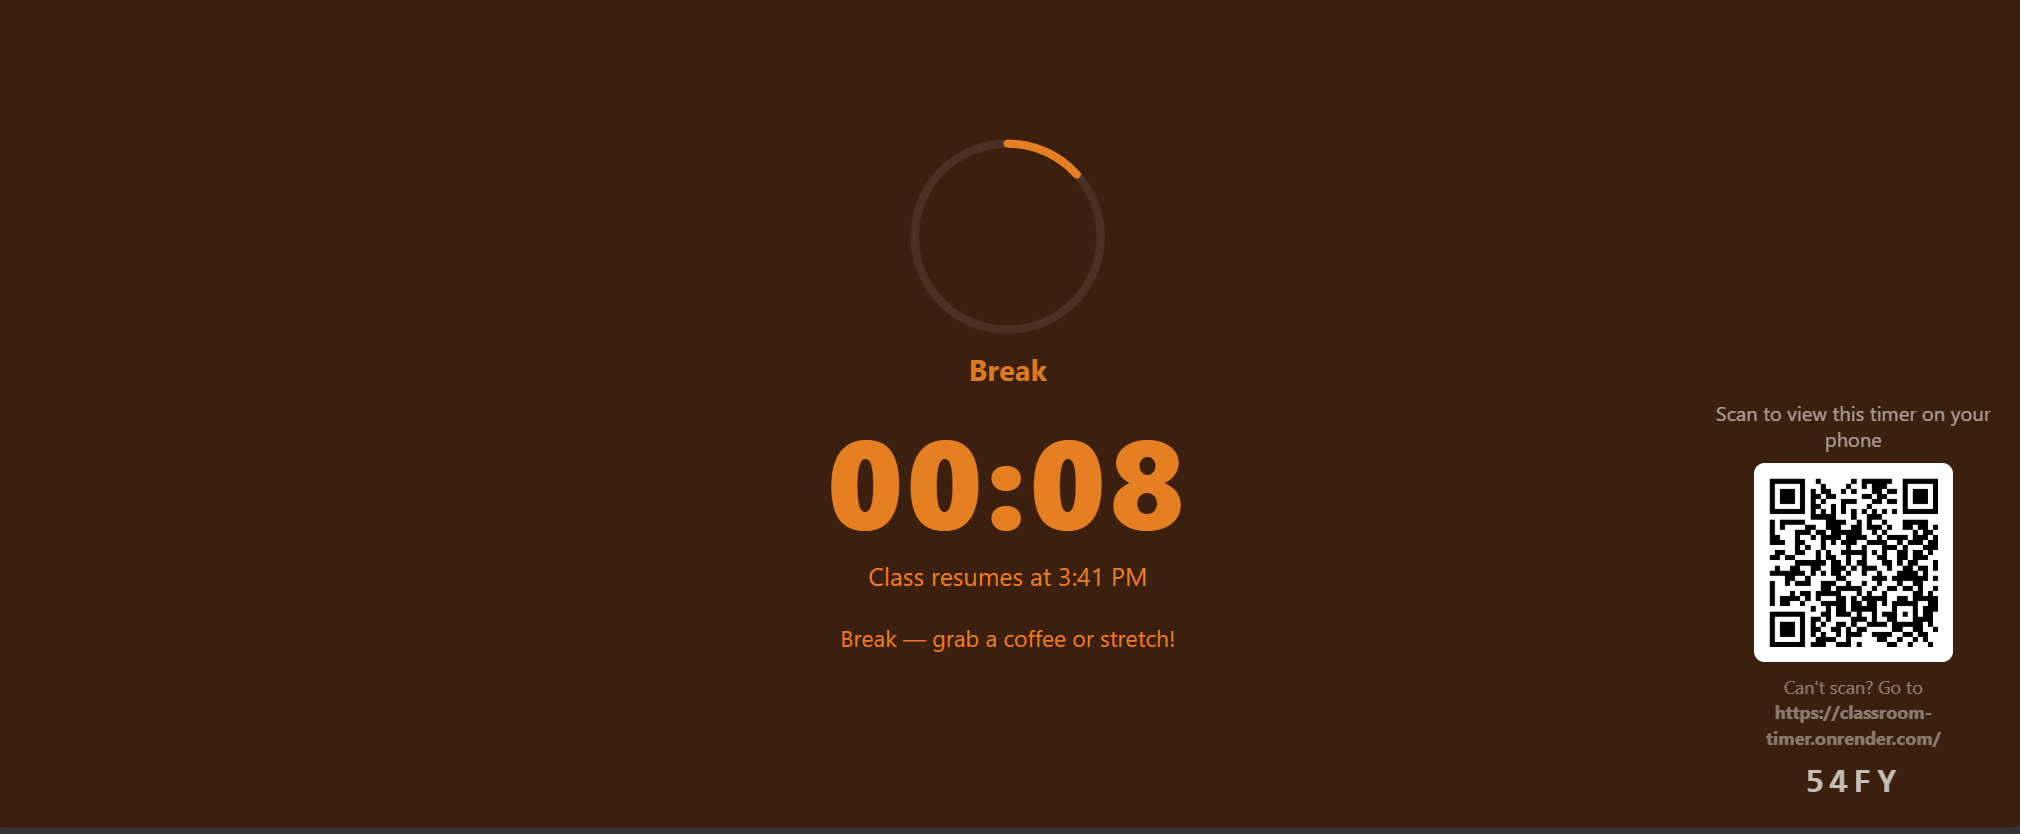 Break
00:08
Class resumes at 3:41 PM
Break — grab a coffee or stretch!
Scan to view this timer on your
phone
Can't scan? Go to
https://classroom-
timer.onrender.com/
54FY